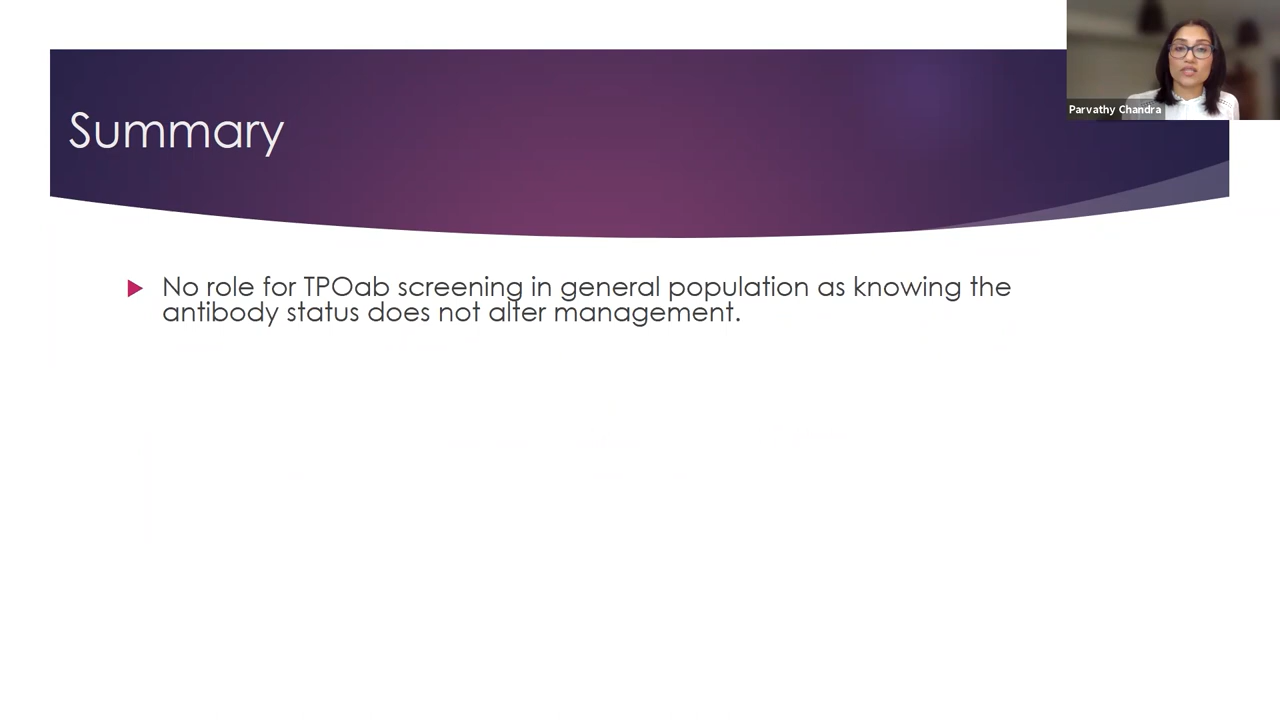 Parvathy Chandra
Summary
No role for TPOab screening in general population as knowing the
antibody status does not alter management.